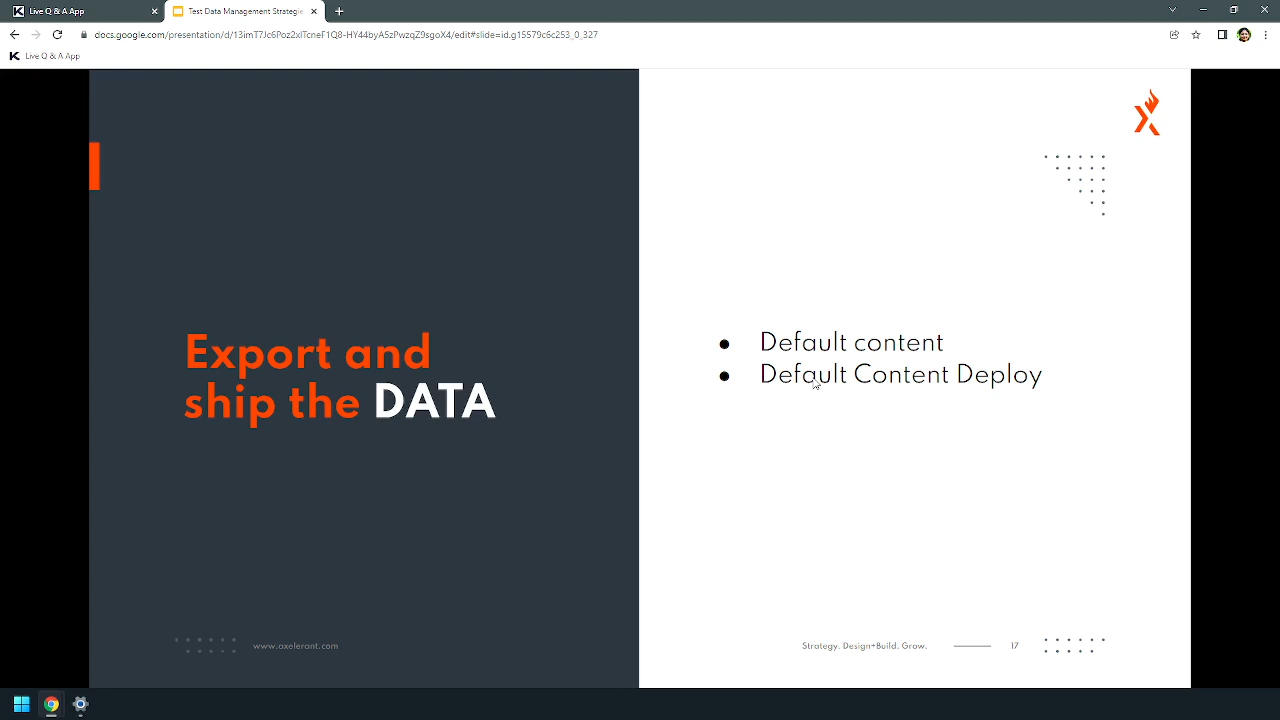 Live Q & A App
Test Data Management Strategie
docs.google.com/presentation/d/13imT7Jc6Poz2xITcneF1Q8-HY44byA5zPwzqZ9sgoX4/edit#slide=id.g15579c6c253_0_327
Live Q & A App
Export and
ship the DATA
● Default content
● Default Content Deploy
www.axelerant.com
Strategy. Design+Build. Grow.
17